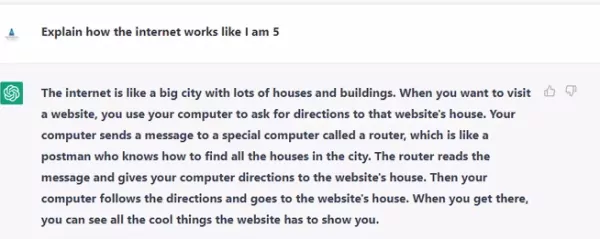 Explain how the internet works like I am 5
The internet is like a big city with lots of houses and buildings. When you want to visit
a website, you use your computer to ask for directions to that website's house. Your
computer sends a message to a special computer called a router, which is like a
postman who knows how to find all the houses in the city. The router reads the
message and gives your computer directions to the website's house. Then your
computer follows the directions and goes to the website's house. When you get there,
you can see all the cool things the website has to show you.